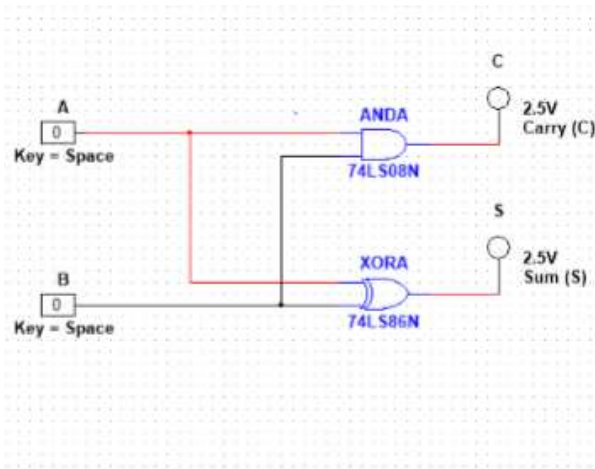 C
A
0
Key = Space
ANDA
74LS08N
2.5V
Carry (C)
S
B
0
Key = Space
XORA
74LS86N
2.5V
Sum (S)